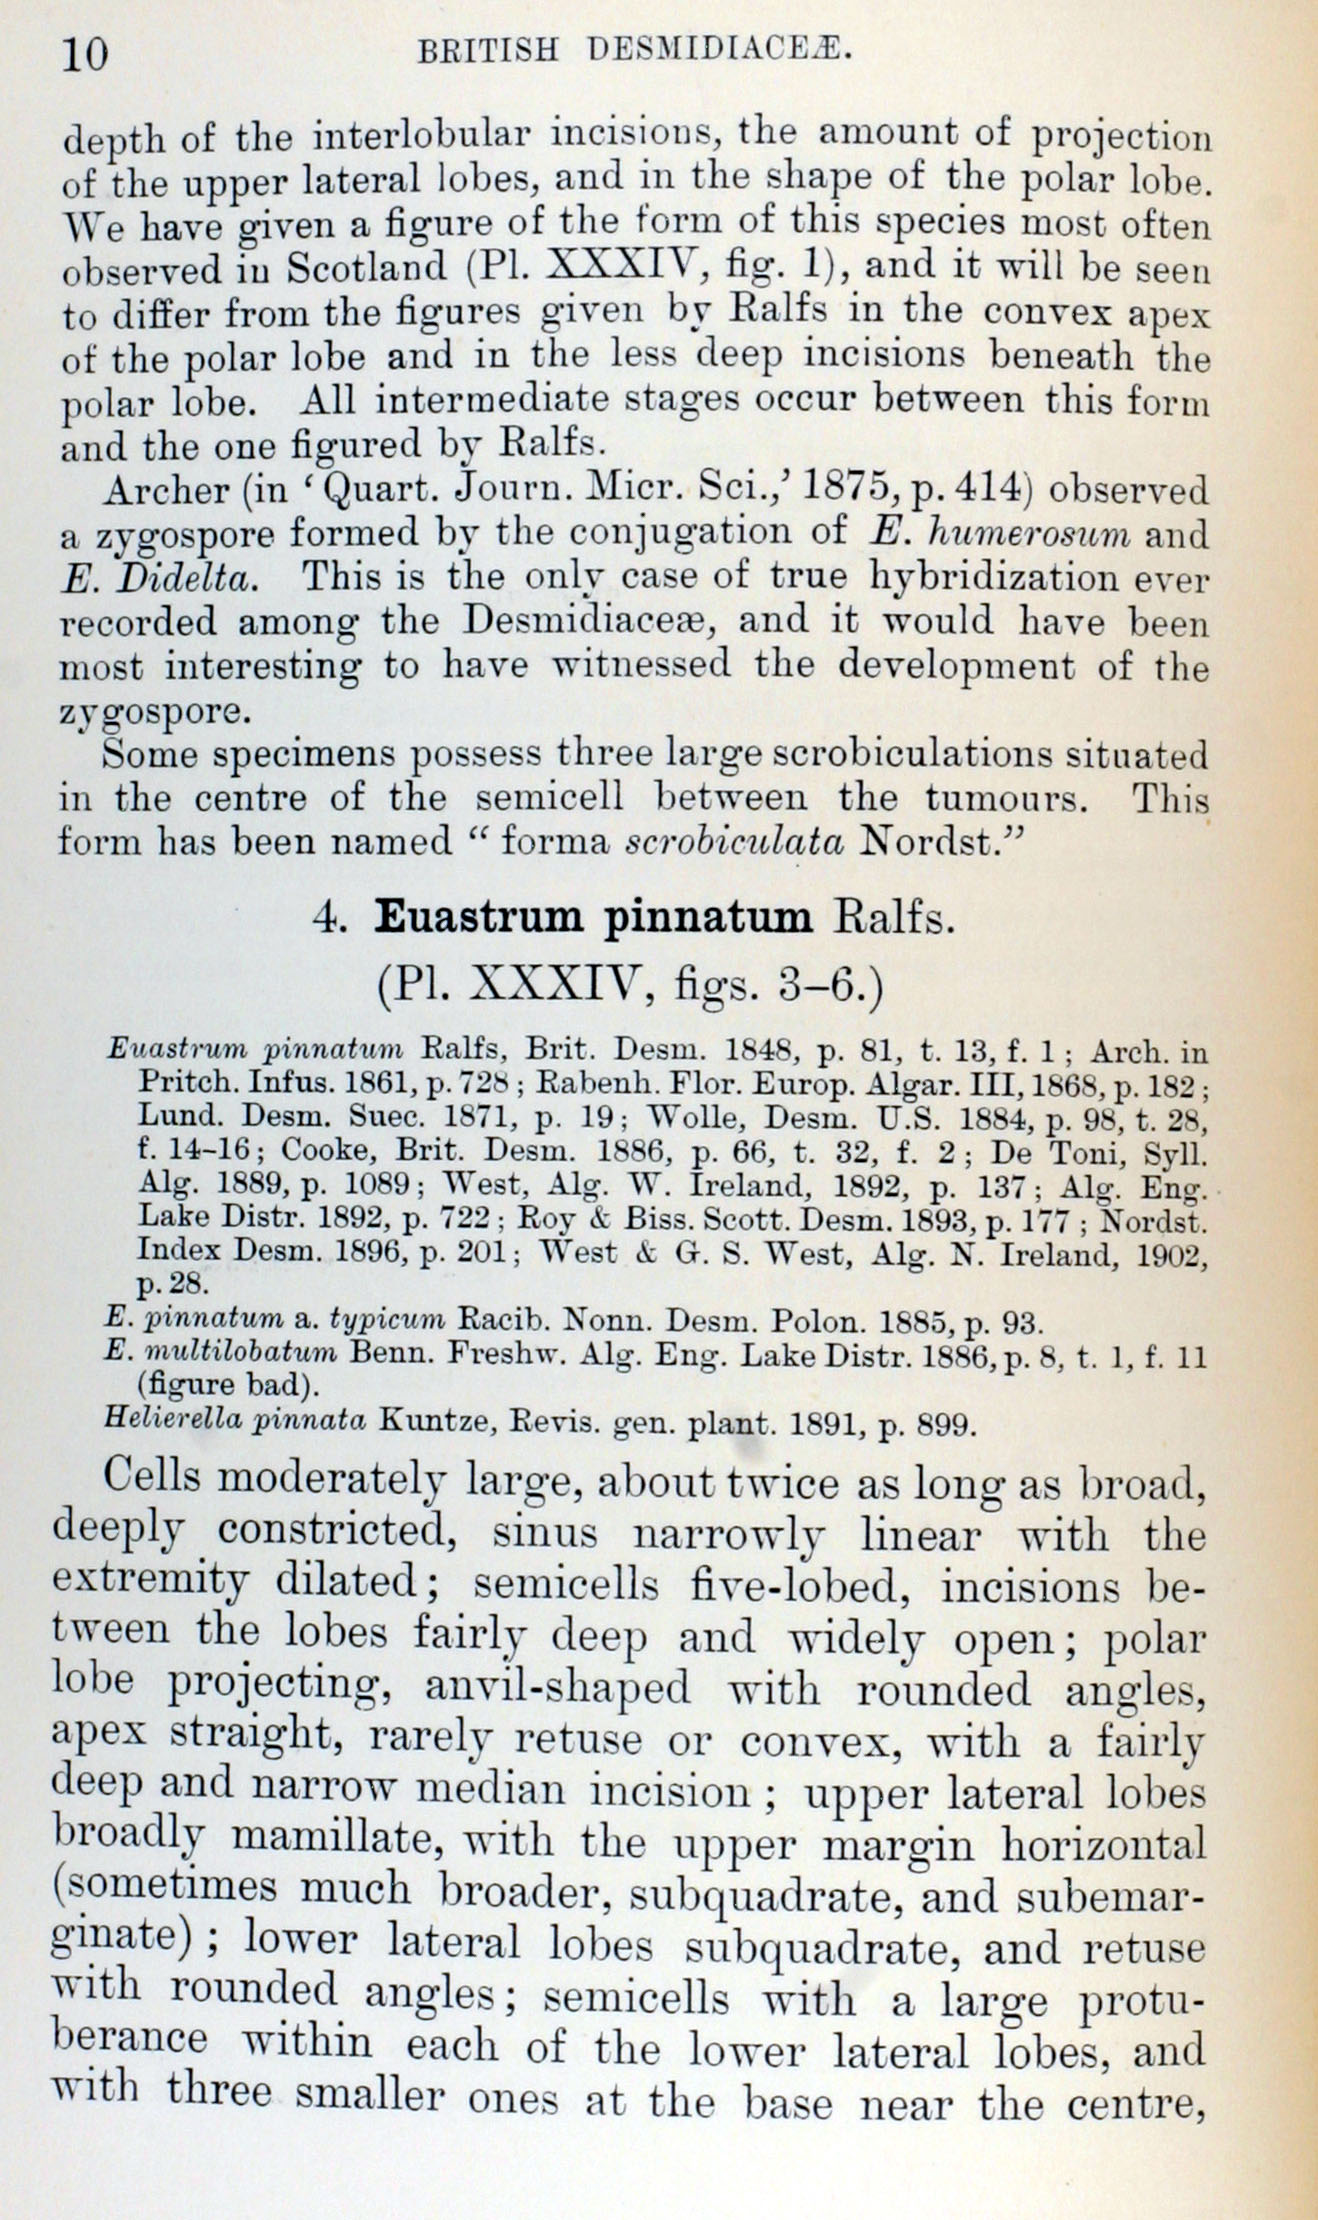 10 BRITISH DESMIDIACEÆ.
depth of the interlobular incisions, the amount of projection
of the upper lateral lobes, and in the shape of the polar lobe.
We have given a figure of the form of this species most often
observed in Scotland (Pl. XXXIV, fig. 1), and it will be seen
to differ from the figures given by Ralfs in the convex apex
of the polar lobe and in the less deep incisions beneath the
polar lobe. All intermediate stages occur between this form
and the one figured by Ralfs.
Archer (in ‘Quart. Journ. Micr. Sci.,’ 1875, p. 414) observed
a zygospore formed by the conjugation of E. humerosum and
E. Didelta. This is the only case of true hybridization ever
recorded among the Desmidiaceæ, and it would have been
most interesting to have witnessed the development of the
zygospore.
Some specimens possess three large scrobiculations situated
in the centre of the semicell between the tumours. This
form has been named “ forma scrobiculata Nordst.”
4. Euastrum pinnatum Ralfs.
(Pl. XXXIV, figs. 3–6.)
Euastrum pinnatum Ralfs, Brit. Desm. 1848, p. 81, t. 13, f. 1 ; Arch. in
Pritch. Infus. 1861, p. 728 ; Rabenh. Flor. Europ. Algar. III, 1868, p. 182 ;
Lund. Desm. Suec. 1871, p. 19 ; Wolle, Desm. U.S. 1884, p. 98, t. 28,
f. 14–16 ; Cooke, Brit. Desm. 1886, p. 66, t. 32, f. 2 ; De Toni, Syll.
Alg. 1889, p. 1089 ; West, Alg. W. Ireland, 1892, p. 137 ; Alg. Eng.
Lake Distr. 1892, p. 722 ; Roy & Biss. Scott. Desm. 1893, p. 177 ; Nordst.
Index Desm. 1896, p. 201 ; West & G. S. West, Alg. N. Ireland, 1902,
p. 28.
E. pinnatum a. typicum Racib. Nonn. Desm. Polon. 1885, p. 93.
E. multilobatum Benn. Freshw. Alg. Eng. Lake Distr. 1886, p. 8, t. 1, f. 11
(figure bad).
Helierella pinnata Kuntze, Revis. gen. plant. 1891, p. 899.
Cells moderately large, about twice as long as broad,
deeply constricted, sinus narrowly linear with the
extremity dilated ; semicells five-lobed, incisions be-
tween the lobes fairly deep and widely open ; polar
lobe projecting, anvil-shaped with rounded angles,
apex straight, rarely retuse or convex, with a fairly
deep and narrow median incision ; upper lateral lobes
broadly mamillate, with the upper margin horizontal
(sometimes much broader, subquadrate, and subemar-
ginate) ; lower lateral lobes subquadrate, and retuse
with rounded angles ; semicells with a large protu-
berance within each of the lower lateral lobes, and
with three smaller ones at the base near the centre,